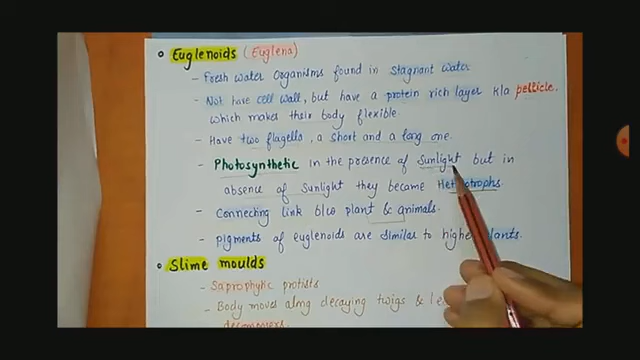 Euglenoids (Euglena)
- Fresh water Organisms found in stagnant water
- Not have cell wall, but have a protein rich layer k/a pellicle.
which makes their body flexible
- Have two flagella, a short and a long one.
- Photosynthetic in the presence of sunlight but in
absence of sunlight they became Heterotrophs.
- Connecting link b/w plant & animals.
- pigments of euglenoids are similar to higher plants.
Slime moulds
- Saprophytic protists
- Body moves along decaying twigs &